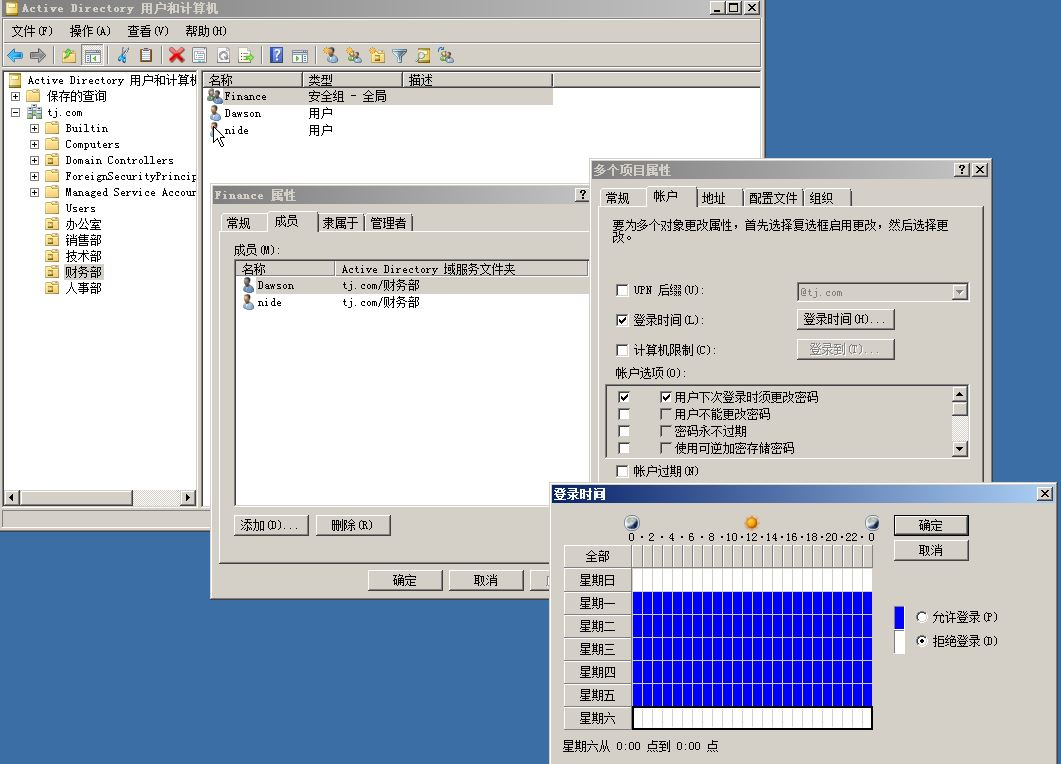 Active Directory 用户和计算机
文件(F) 操作(A) 查看(V) 帮助(H)
Active Directory 用户和计算机
保存的查询
tj.com
Builtin
Computers
Domain Controllers
ForeignSecurityPrincip
Managed Service Accoun
Users
办公室
销售部
技术部
财务部
人事部
名称 类型 描述
Finance 安全组 - 全局
Dawson 用户
nide 用户
Finance 属性
常规 成员 隶属于 管理者
成员(M):
名称 Active Directory 域服务文件夹
Dawson tj.com/财务部
nide tj.com/财务部
添加(D)... 删除(R)
确定 取消
多个项目属性
常规 帐户 地址 配置文件 组织
要为多个对象更改属性，首先选择复选框启用更改，然后选择更
改。
UPN 后缀(U): @tj.com
登录时间(L): 登录时间(H)...
计算机限制(C): 登录到(T)...
帐户选项(O):
用户下次登录时须更改密码
用户不能更改密码
密码永不过期
使用可逆加密存储密码
帐户过期(N)
登录时间
0 · 2 · 4 · 6 · 8 · 10 · 12 · 14 · 16 · 18 · 20 · 22 · 0
全部
星期日
星期一
星期二
星期三
星期四
星期五
星期六
确定
取消
允许登录(P)
拒绝登录(D)
星期六从 0:00 点到 0:00 点